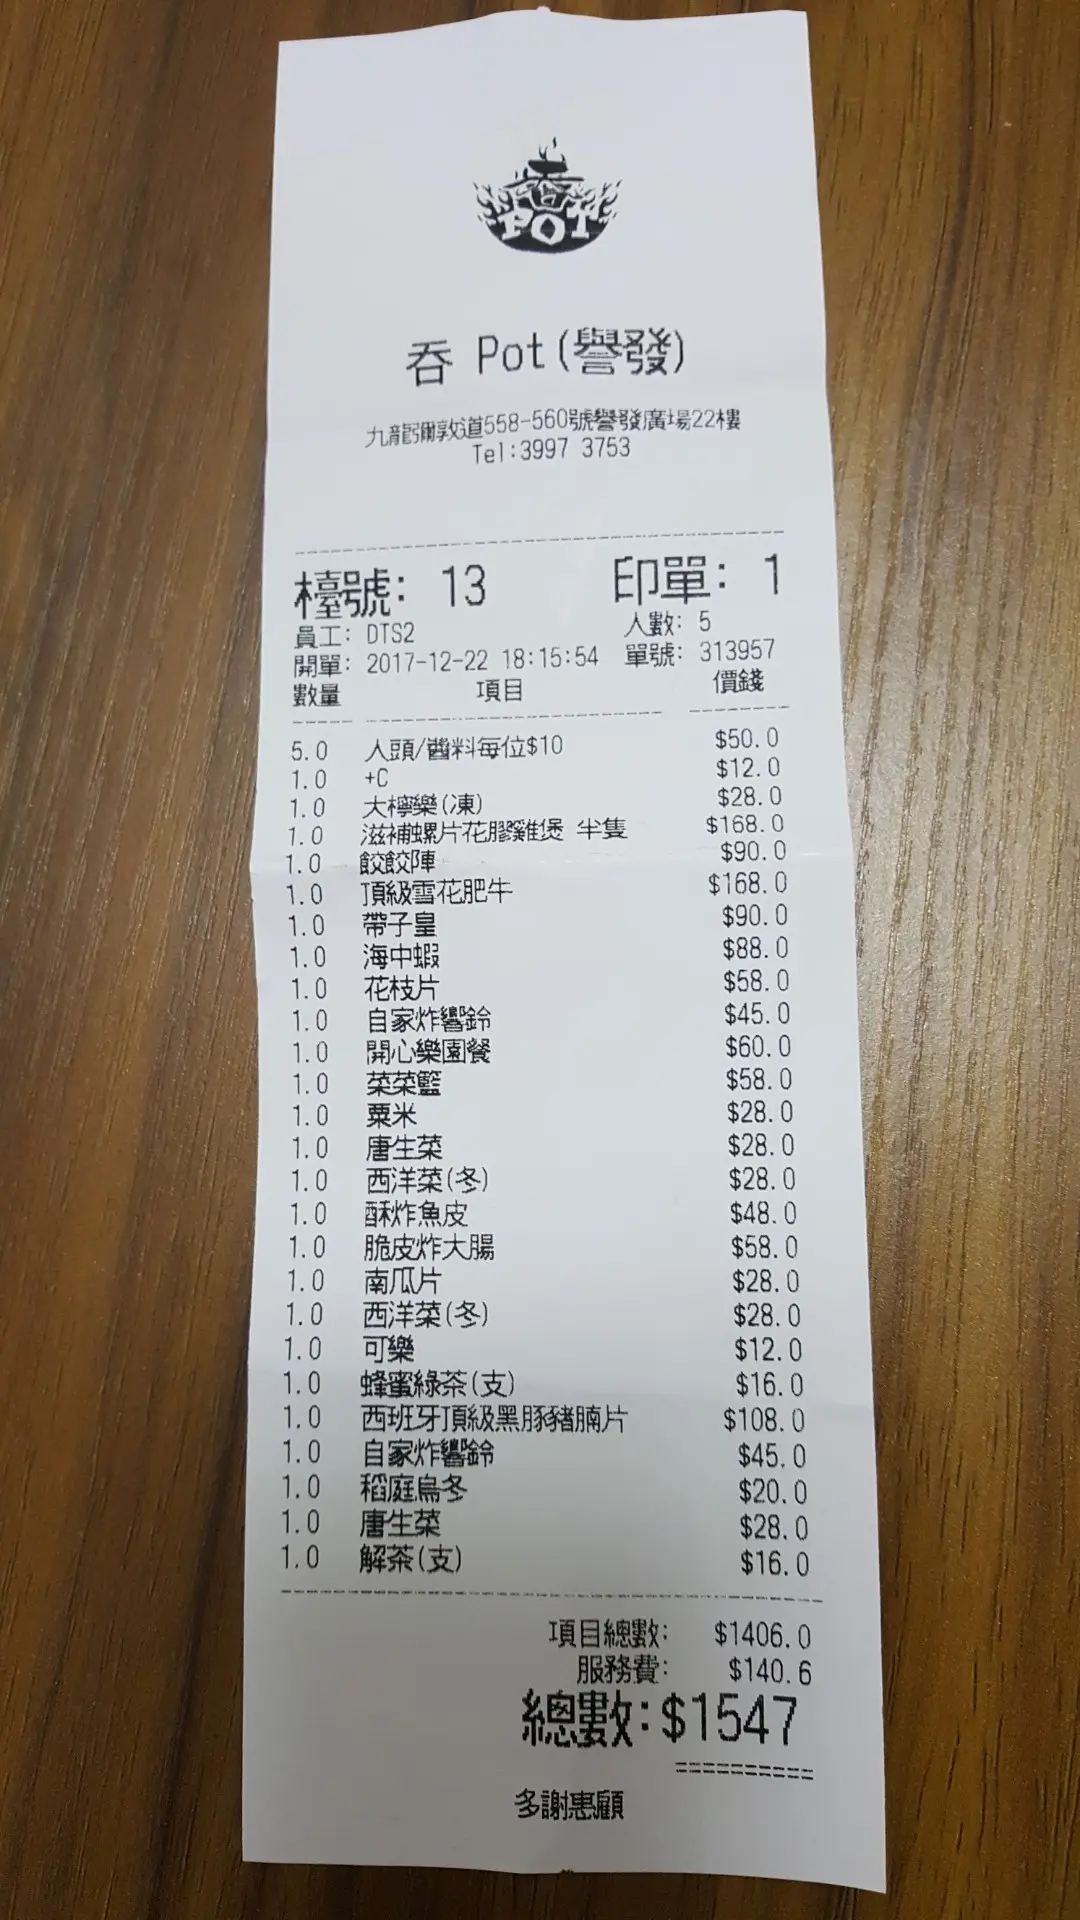 吞 POT
吞 Pot(譽發)
九龍彌敦道558-560號譽發廣場22樓
Tel:3997 3753
檯號: 13 印單: 1
員工: DTS2 人數: 5
開單: 2017-12-22 18:15:54 單號: 313957
數量 項目 價錢
5.0 人頭/醬料每位$10 $50.0
1.0 +C $12.0
1.0 大檸樂(凍) $28.0
1.0 滋補螺片花膠雞煲 半隻 $168.0
1.0 餃餃陣 $90.0
1.0 頂級雪花肥牛 $168.0
1.0 帶子皇 $90.0
1.0 海中蝦 $88.0
1.0 花枝片 $58.0
1.0 自家炸響鈴 $45.0
1.0 開心樂園餐 $60.0
1.0 菜菜籃 $58.0
1.0 粟米 $28.0
1.0 唐生菜 $28.0
1.0 西洋菜(冬) $28.0
1.0 酥炸魚皮 $48.0
1.0 脆皮炸大腸 $58.0
1.0 南瓜片 $28.0
1.0 西洋菜(冬) $28.0
1.0 可樂 $12.0
1.0 蜂蜜綠茶(支) $16.0
1.0 西班牙頂級黑豚豬腩片 $108.0
1.0 自家炸響鈴 $45.0
1.0 稻庭烏冬 $20.0
1.0 唐生菜 $28.0
1.0 解茶(支) $16.0
項目總數: $1406.0
服務費: $140.6
總數:$1547
多謝惠顧